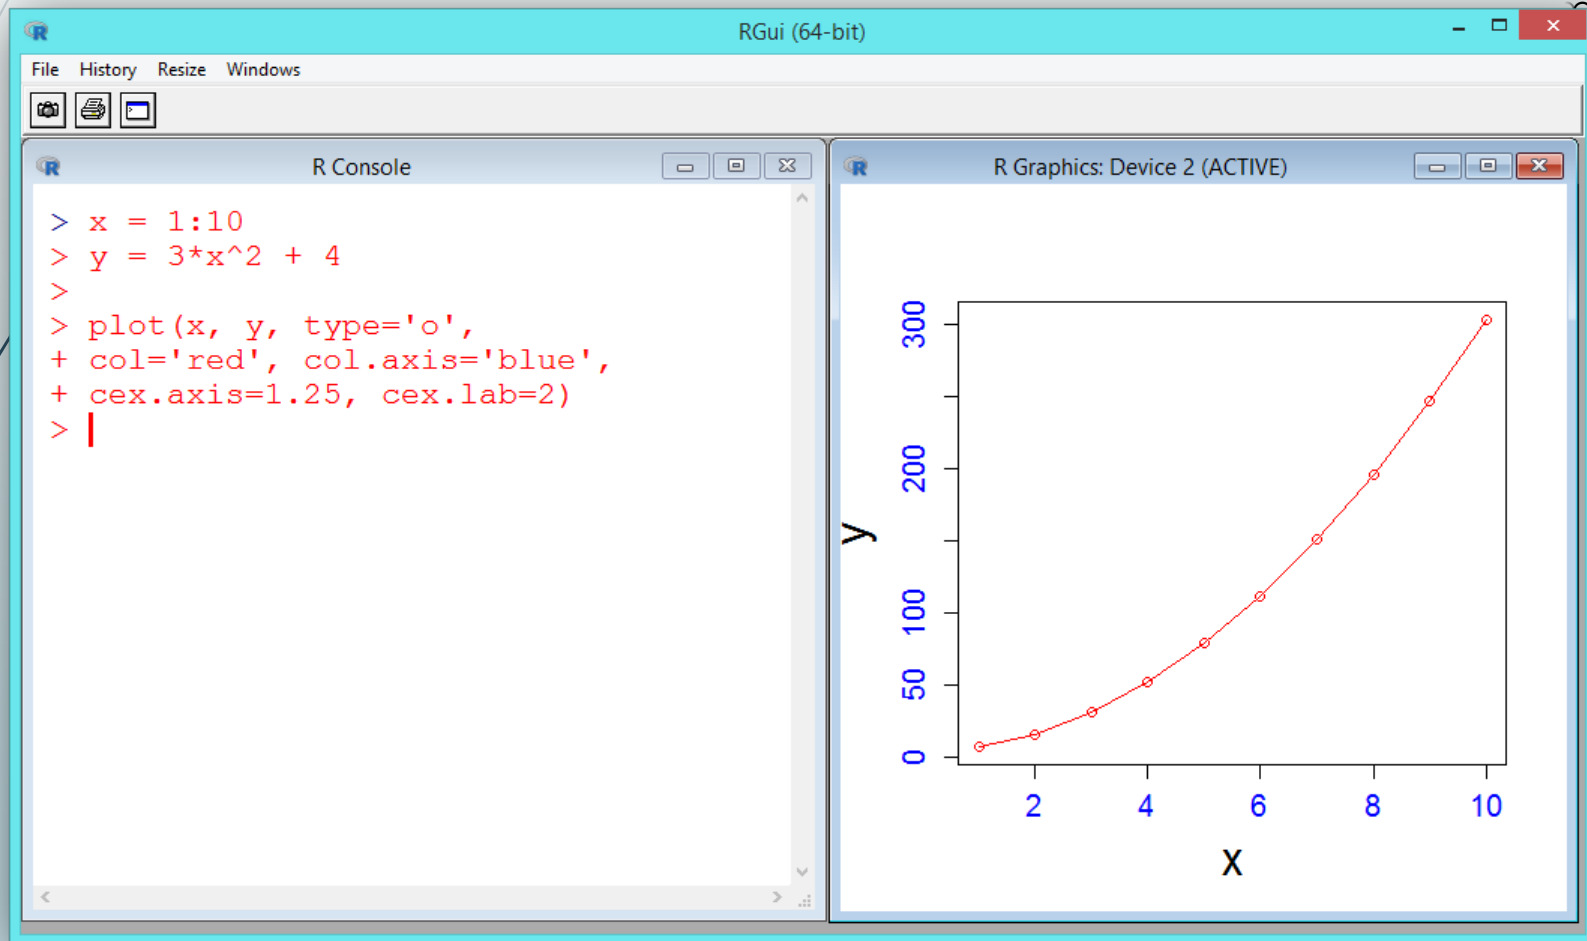 RGui (64-bit)
File History Resize Windows
R Console
> x = 1:10
> y = 3*x^2 + 4
>
> plot(x, y, type='o',
+ col='red', col.axis='blue',
+ cex.axis=1.25, cex.lab=2)
>
R Graphics: Device 2 (ACTIVE)
300
200
100
50
0
y
2 4 6 8 10
x